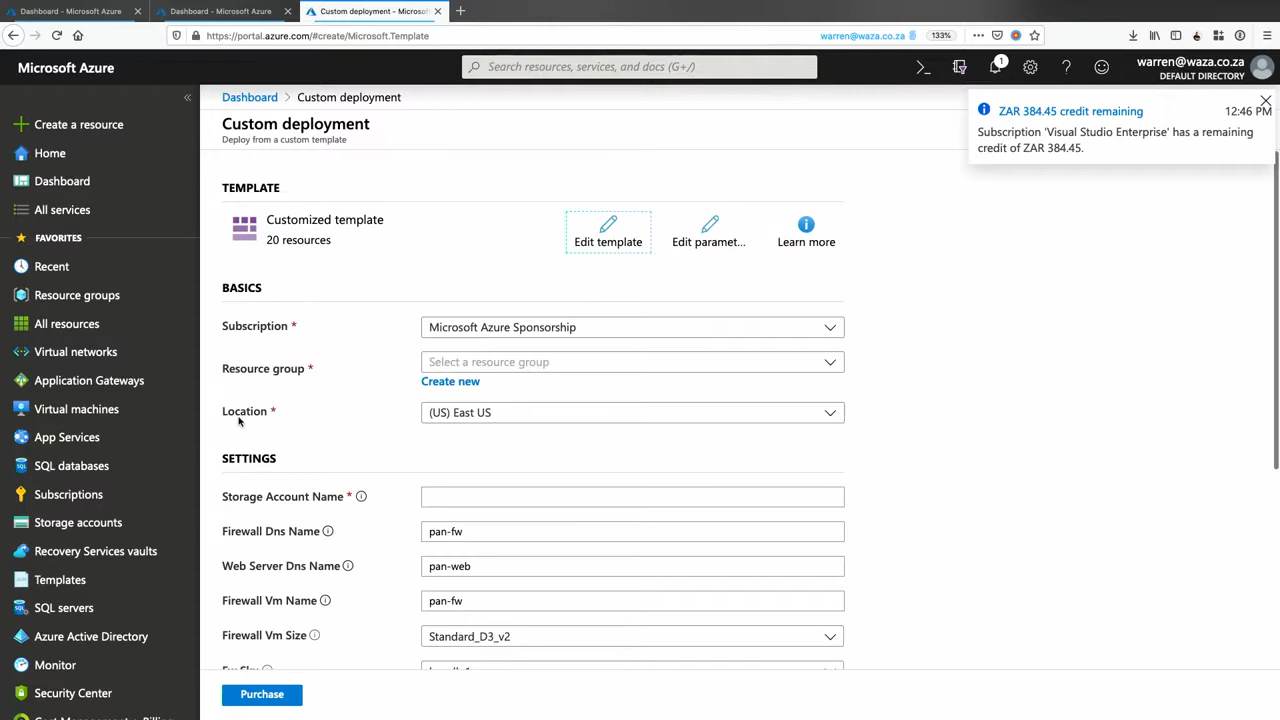 Dashboard - Microsoft Azure
Dashboard - Microsoft Azure
Custom deployment - Microsof
https://portal.azure.com/#create/Microsoft.Template
warren@waza.co.za
133%
Microsoft Azure
Search resources, services, and docs (G+/)
1
warren@waza.co.za
DEFAULT DIRECTORY
Create a resource
Home
Dashboard
All services
FAVORITES
Recent
Resource groups
All resources
Virtual networks
Application Gateways
Virtual machines
App Services
SQL databases
Subscriptions
Storage accounts
Recovery Services vaults
Templates
SQL servers
Azure Active Directory
Monitor
Security Center
Cost Management + Billing
Dashboard > Custom deployment
Custom deployment
Deploy from a custom template
ZAR 384.45 credit remaining
12:46 PM
Subscription 'Visual Studio Enterprise' has a remaining
credit of ZAR 384.45.
TEMPLATE
Customized template
20 resources
Edit template
Edit paramet...
Learn more
BASICS
Subscription *
Microsoft Azure Sponsorship
Resource group *
Select a resource group
Create new
Location *
(US) East US
SETTINGS
Storage Account Name *
Firewall Dns Name
pan-fw
Web Server Dns Name
pan-web
Firewall Vm Name
pan-fw
Firewall Vm Size
Standard_D3_v2
Purchase